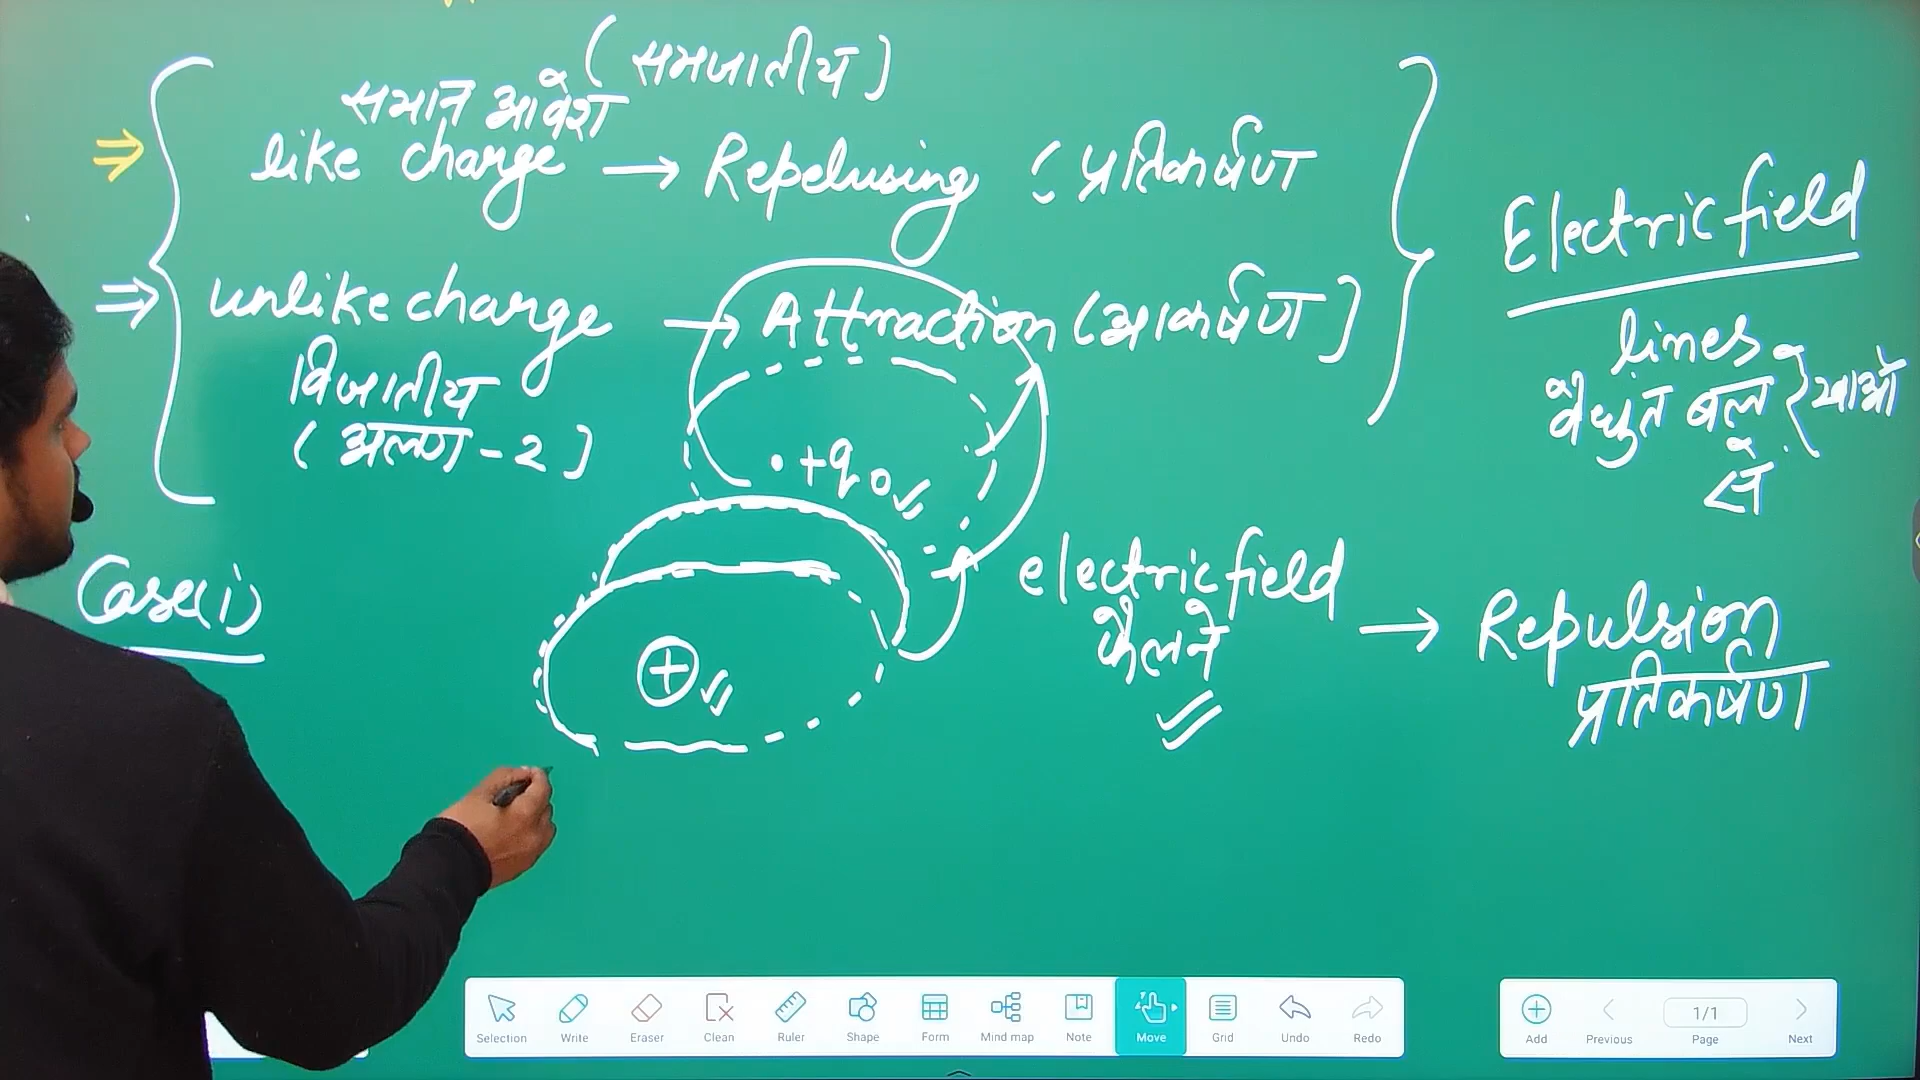 ( समजातीय )
समान आवेश
⇒ like charge → Repelusing ( प्रतिकर्षण
⇒ unlike charge → Attraction (आकर्षण)
विजातीय
( अलग - 2 )
Electric field
lines
वैधुत बल रेखाओ
से
• +q₀
Case(i)
+
electric field
फैलने
→ Repulsion
प्रतिकर्षण
Selection Write Eraser Clean Ruler Shape Form Mind map Note Move Grid Undo Redo
1/1
Add Previous Page Next